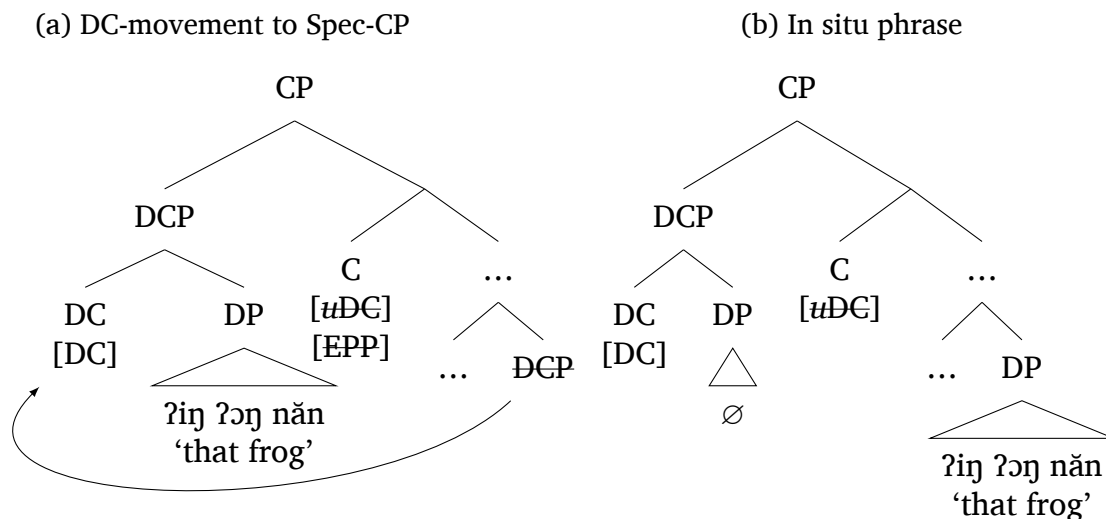 (a) DC-movement to Spec-CP
CP
DCP
C
[uDC]
[EPP]
...
DC
[DC]
DP
... DCP
ʔiŋ ʔɔŋ năn
‘that frog’
(b) In situ phrase
CP
DCP
C
[uDC]
...
DC
[DC]
DP
∅
... DP
ʔiŋ ʔɔŋ năn
‘that frog’